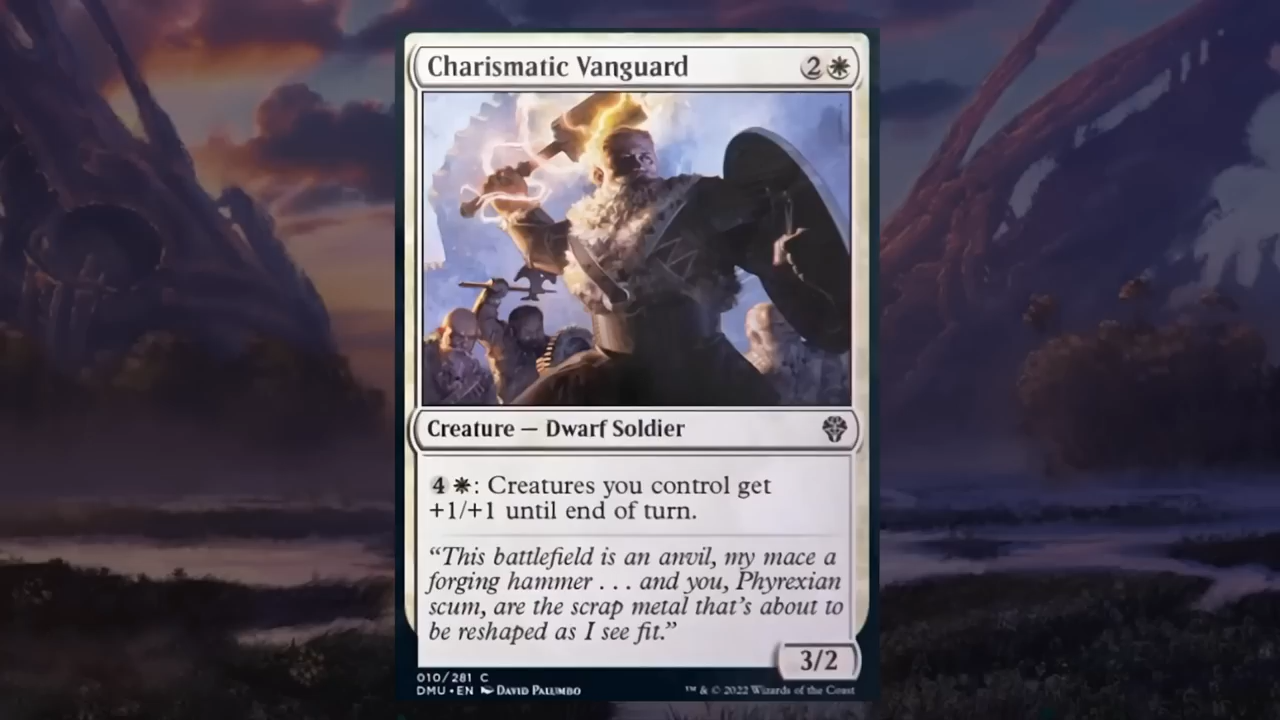 Charismatic Vanguard 2
Creature — Dwarf Soldier
4 : Creatures you control get
+1/+1 until end of turn.
“This battlefield is an anvil, my mace a
forging hammer . . . and you, Phyrexian
scum, are the scrap metal that’s about to
be reshaped as I see fit.”
3/2
010/281 C
DMU • EN David Palumbo
™ & © 2022 Wizards of the Coast